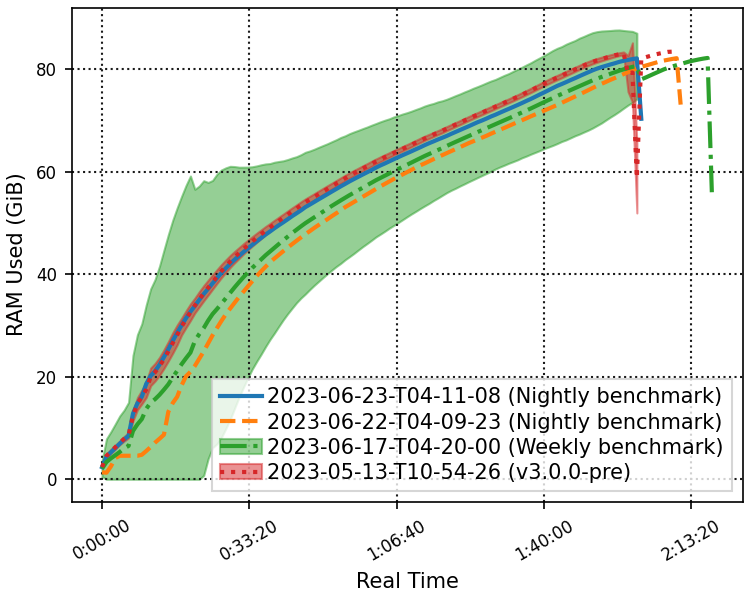 80
60
40
20
0
RAM Used (GiB)
2023-06-23-T04-11-08 (Nightly benchmark)
2023-06-22-T04-09-23 (Nightly benchmark)
2023-06-17-T04-20-00 (Weekly benchmark)
2023-05-13-T10-54-26 (v3.0.0-pre)
0:00:00
0:33:20
1:06:40
1:40:00
2:13:20
Real Time